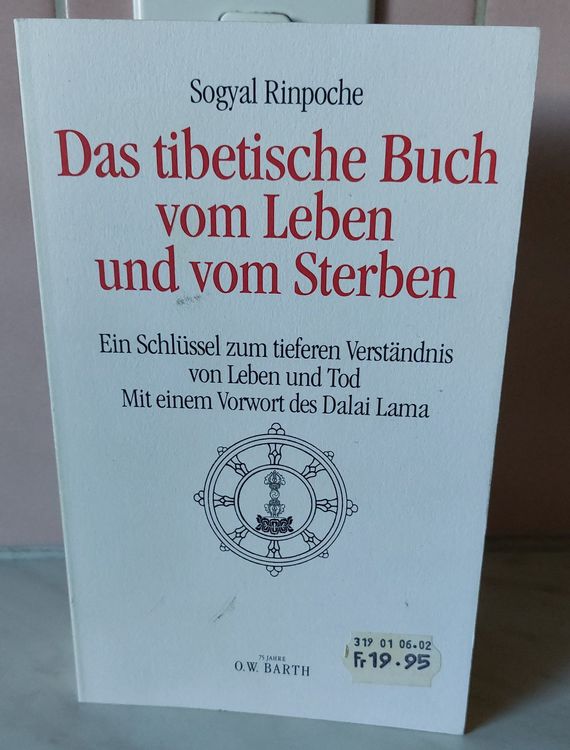 Sogyal Rinpoche
Das tibetische Buch
vom Leben
und vom Sterben
Ein Schlüssel zum tieferen Verständnis
von Leben und Tod
Mit einem Vorwort des Dalai Lama
75 JAHRE
O.W. BARTH
319 01 06.02
Fr 19.95